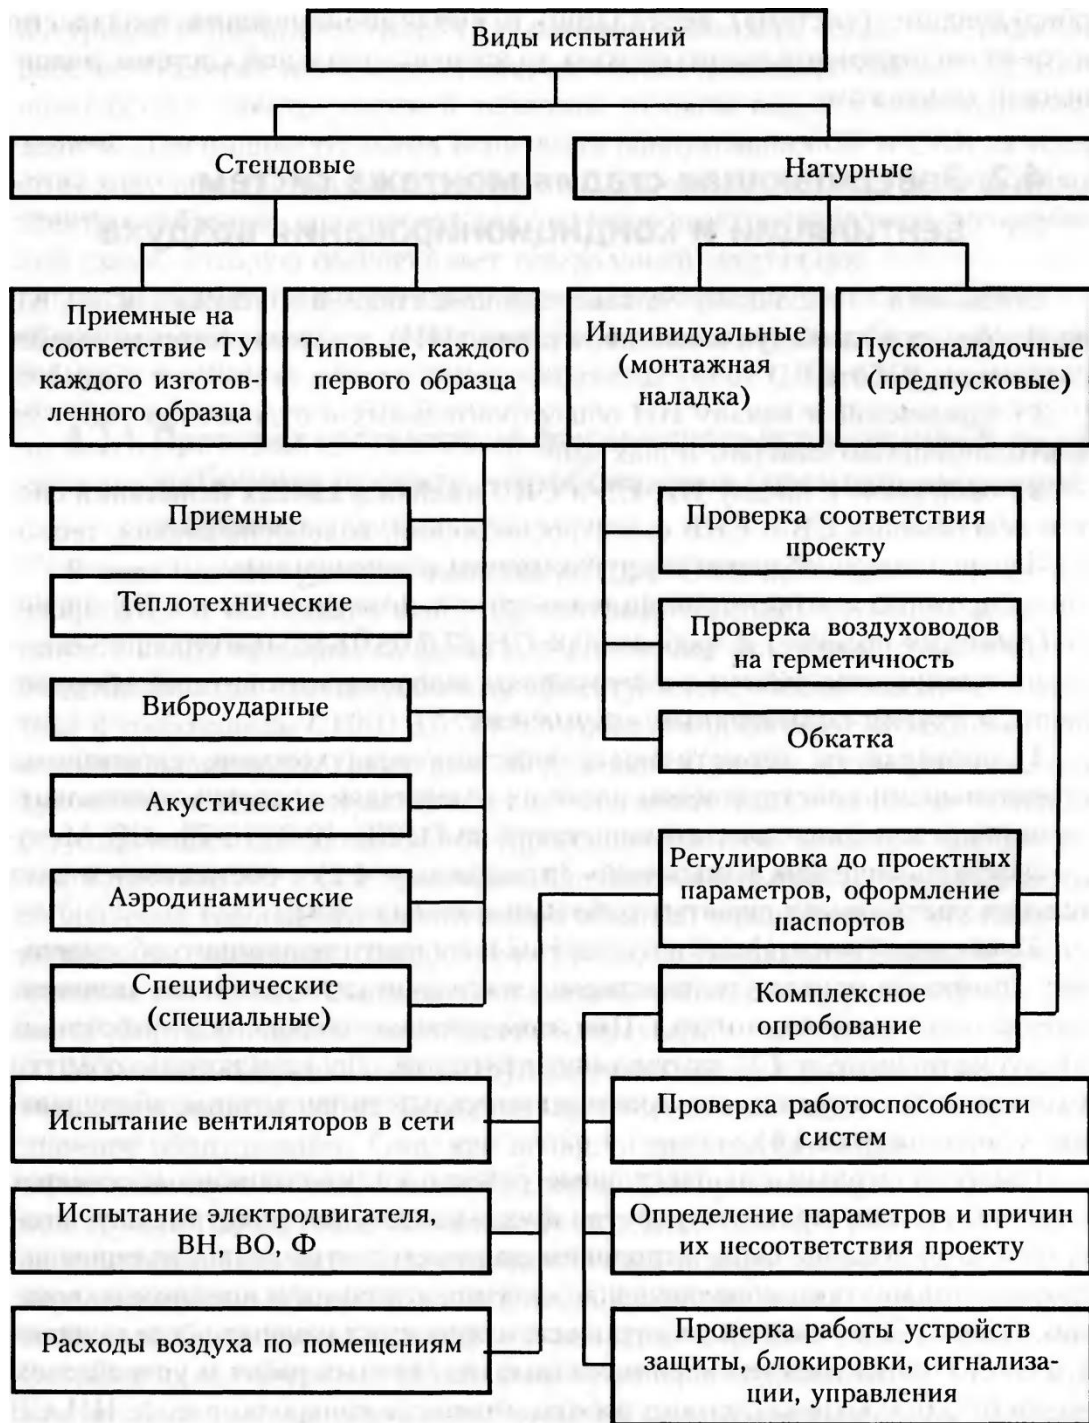 Виды испытаний
Стендовые
Натурные
Приемные на
соответствие ТУ
каждого изготов-
ленного образца
Типовые, каждого
первого образца
Индивидуальные
(монтажная
наладка)
Пусконаладочные
(предпусковые)
Приемные
Теплотехнические
Виброударные
Акустические
Аэродинамические
Специфические
(специальные)
Проверка соответствия
проекту
Проверка воздуховодов
на герметичность
Обкатка
Регулировка до проектных
параметров, оформление
паспортов
Комплексное
опробование
Испытание вентиляторов в сети
Испытание электродвигателя,
ВН, ВО, Ф
Расходы воздуха по помещениям
Проверка работоспособности
систем
Определение параметров и причин
их несоответствия проекту
Проверка работы устройств
защиты, блокировки, сигнализа-
ции, управления